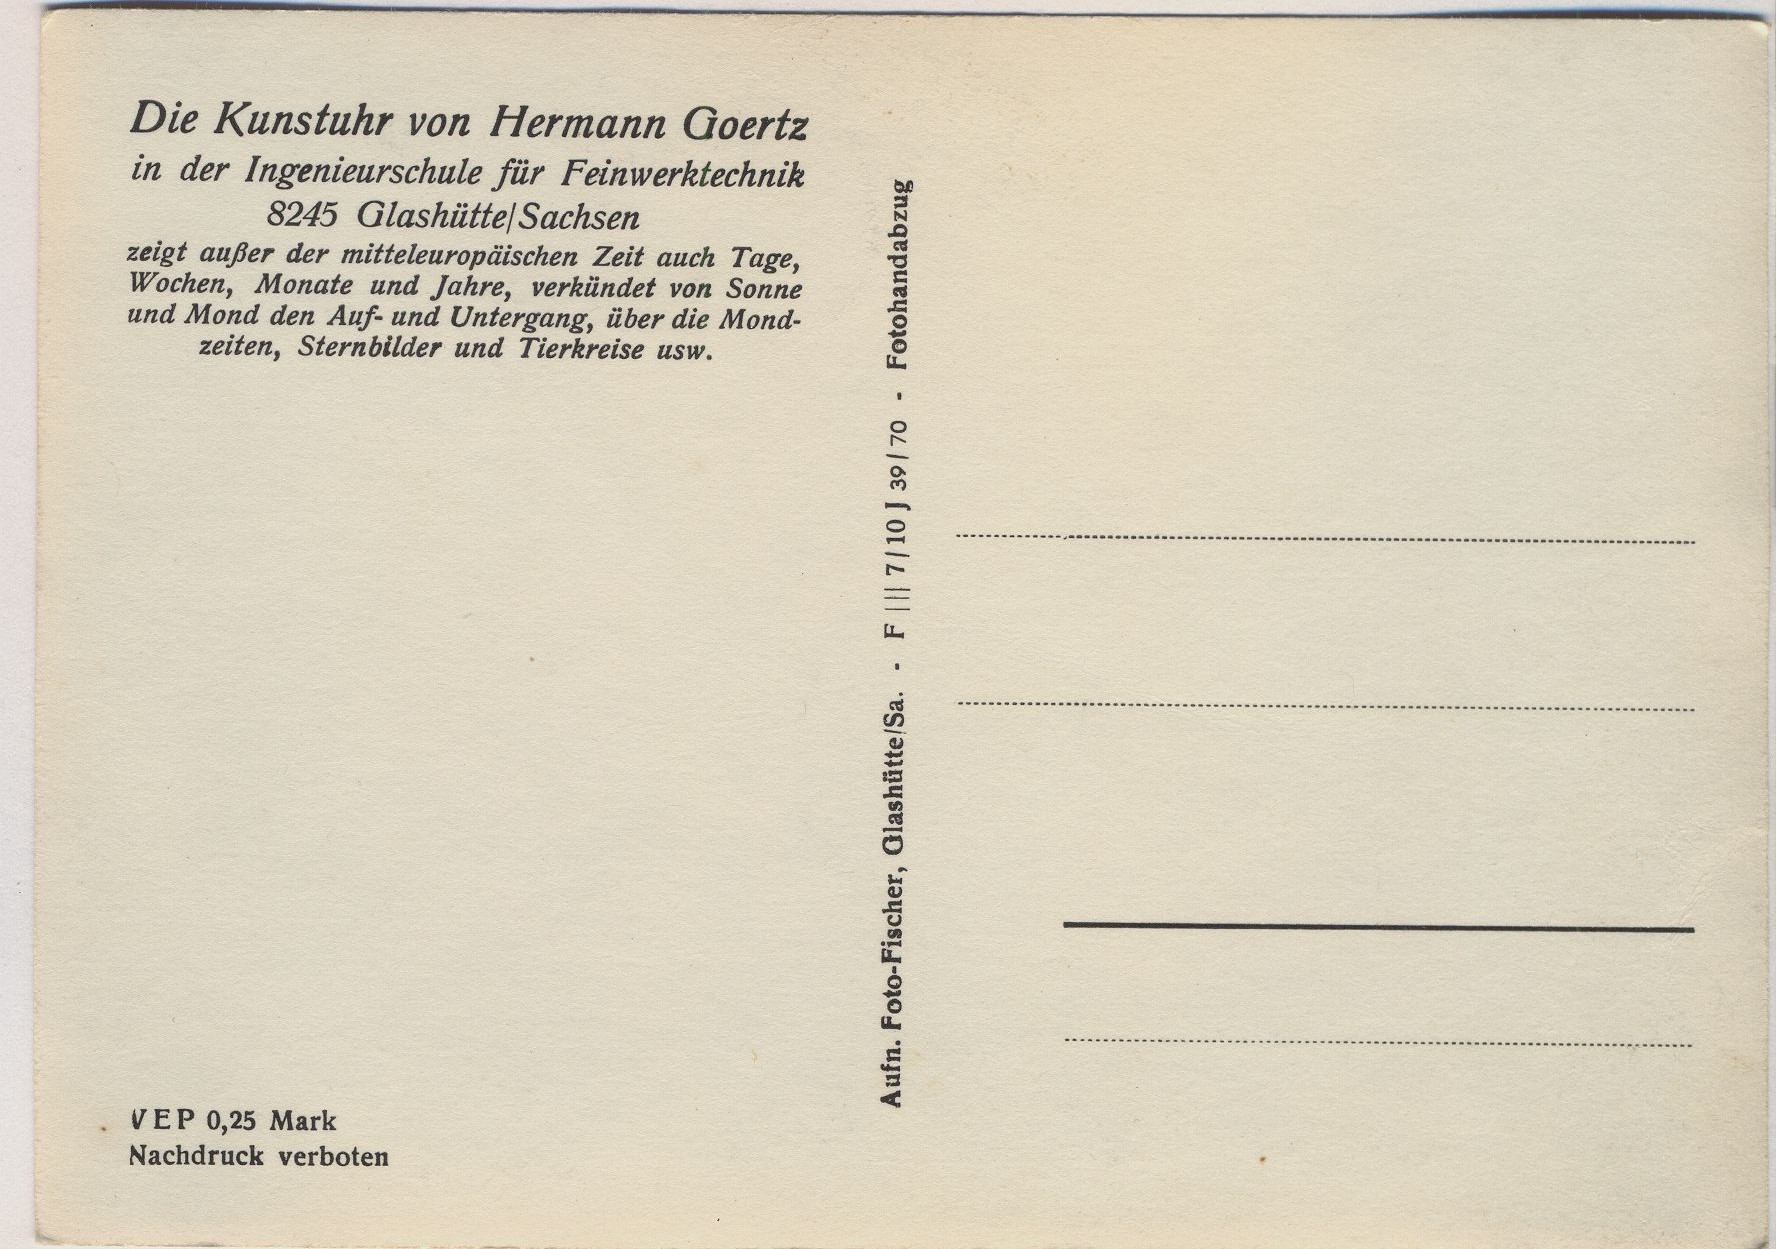 Die Kunstuhr von Hermann Goertz
in der Ingenieurschule für Feinwerktechnik
8245 Glashütte/Sachsen
zeigt außer der mitteleuropäischen Zeit auch Tage,
Wochen, Monate und Jahre, verkündet von Sonne
und Mond den Auf- und Untergang, über die Mond-
zeiten, Sternbilder und Tierkreise usw.
VEP 0,25 Mark
Nachdruck verboten
Aufn. Foto-Fischer, Glashütte/Sa. - F ||| 7/10 J 39/70 - Fotohandabzug